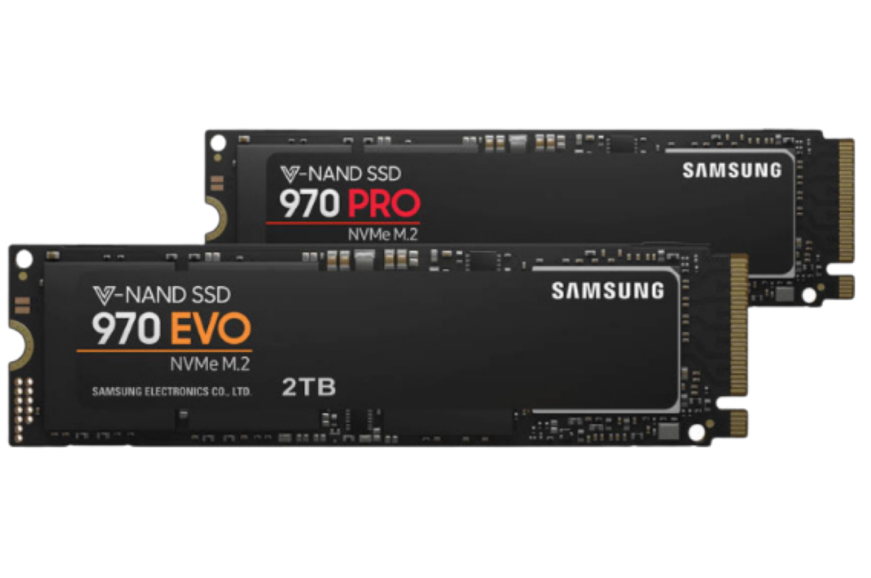 V-NAND SSD
970 PRO
NVMe M.2
SAMSUNG
V-NAND SSD
970 EVO
NVMe M.2
SAMSUNG ELECTRONICS CO., LTD.
2TB
SAMSUNG